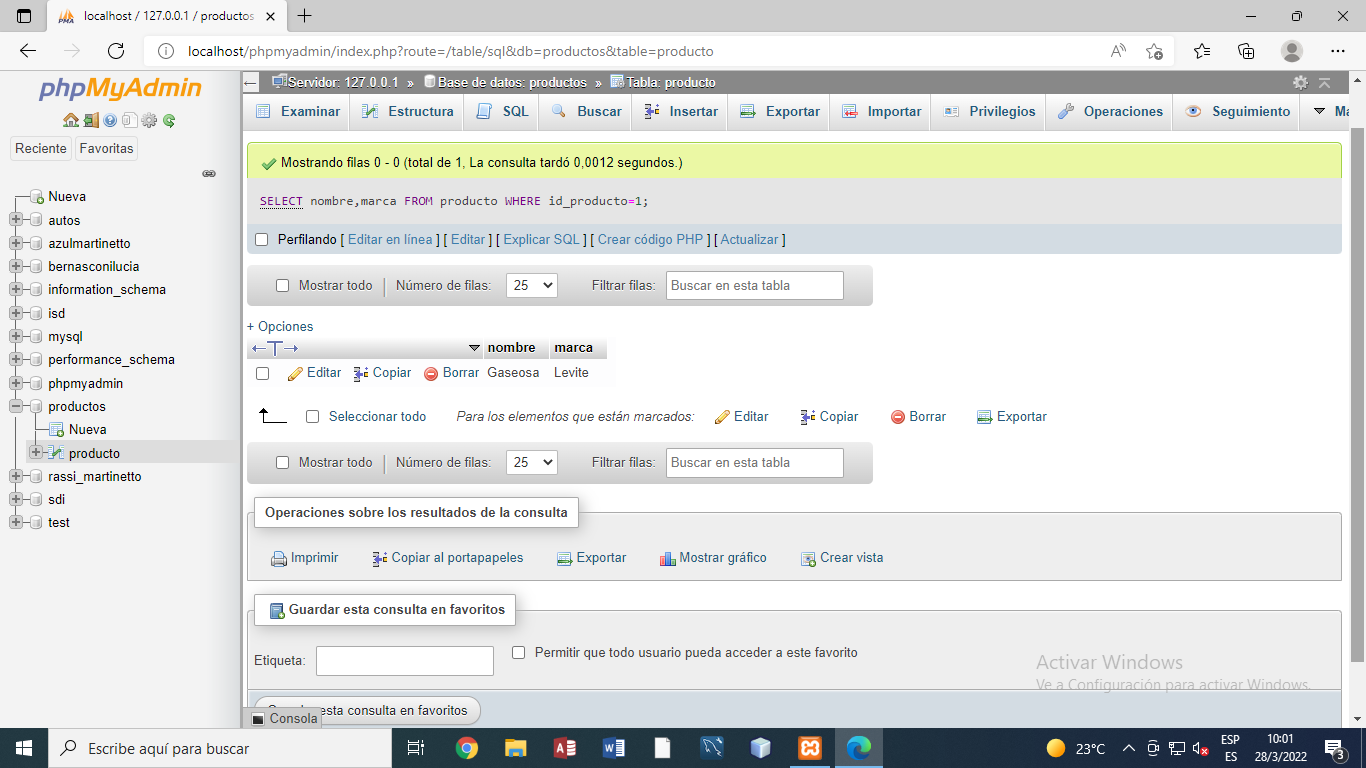 localhost / 127.0.0.1 / productos
localhost/phpmyadmin/index.php?route=/table/sql&db=productos&table=producto
phpMyAdmin
Reciente Favoritas
Nueva
autos
azulmartinetto
bernasconilucia
information_schema
isd
mysql
performance_schema
phpmyadmin
productos
Nueva
producto
rassi_martinetto
sdi
test
Servidor: 127.0.0.1 » Base de datos: productos » Tabla: producto
Examinar Estructura SQL Buscar Insertar Exportar Importar Privilegios Operaciones Seguimiento
Mostrando filas 0 - 0 (total de 1, La consulta tardó 0,0012 segundos.)
SELECT nombre,marca FROM producto WHERE id_producto=1;
Perfilando [ Editar en línea ] [ Editar ] [ Explicar SQL ] [ Crear código PHP ] [ Actualizar ]
Mostrar todo | Número de filas: 25 Filtrar filas: Buscar en esta tabla
+ Opciones
←T→ nombre marca
Editar Copiar Borrar Gaseosa Levite
Seleccionar todo Para los elementos que están marcados: Editar Copiar Borrar Exportar
Mostrar todo | Número de filas: 25 Filtrar filas: Buscar en esta tabla
Operaciones sobre los resultados de la consulta
Imprimir Copiar al portapapeles Exportar Mostrar gráfico Crear vista
Guardar esta consulta en favoritos
Etiqueta: Permitir que todo usuario pueda acceder a este favorito
esta consulta en favoritos
Consola
Activar Windows
Ve a Configuración para activar Windows.
Escribe aquí para buscar
23°C
ESP
ES
10:01
28/3/2022
3